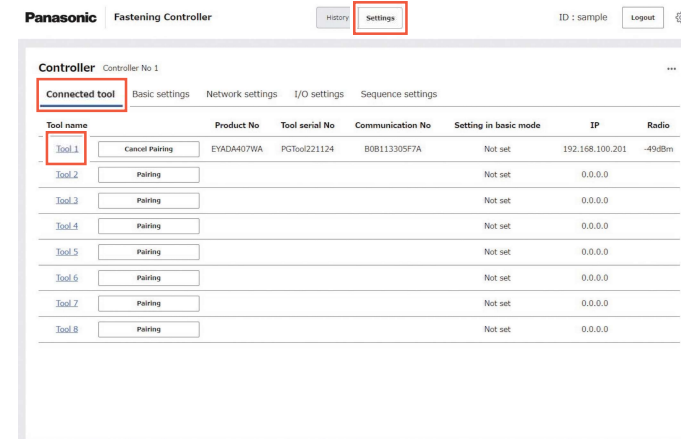 Panasonic Fastening Controller History Settings ID : sample Logout
Controller Controller No 1 ...
Connected tool Basic settings Network settings I/O settings Sequence settings
Tool name Product No Tool serial No Communication No Setting in basic mode IP Radio
Tool 1 Cancel Pairing EYADA407WA PGTool221124 B0B113305F7A Not set 192.168.100.201 -49dBm
Tool 2 Pairing Not set 0.0.0.0
Tool 3 Pairing Not set 0.0.0.0
Tool 4 Pairing Not set 0.0.0.0
Tool 5 Pairing Not set 0.0.0.0
Tool 6 Pairing Not set 0.0.0.0
Tool 7 Pairing Not set 0.0.0.0
Tool 8 Pairing Not set 0.0.0.0